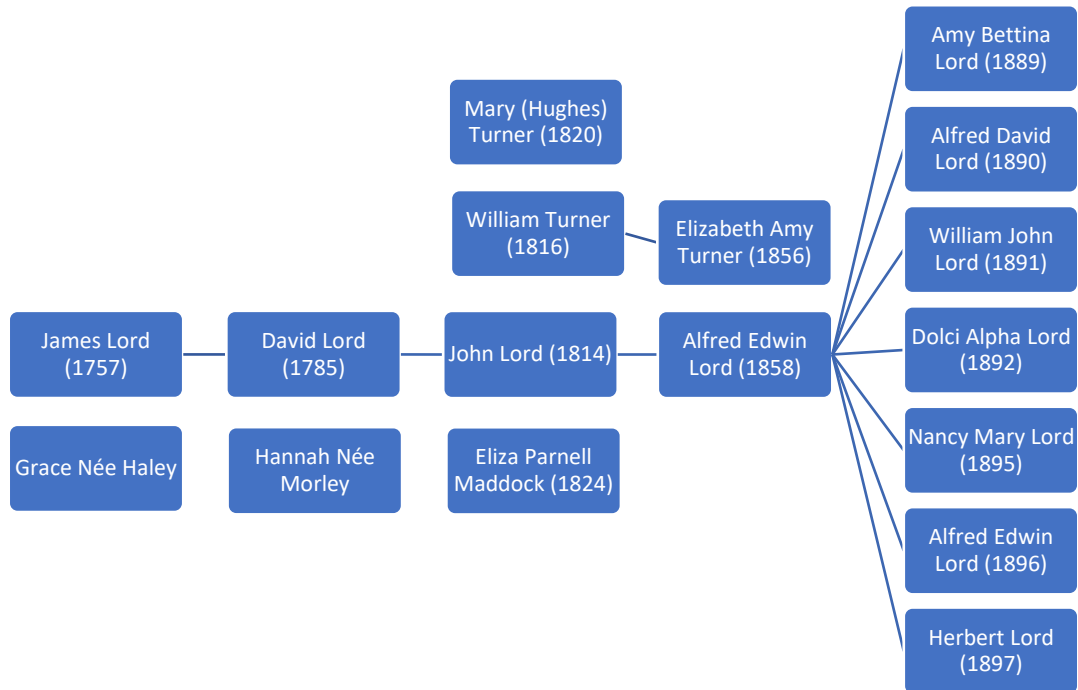 Amy Bettina
Lord (1889)
Mary (Hughes)
Turner (1820)
Alfred David
Lord (1890)
William Turner
(1816)
Elizabeth Amy
Turner (1856)
William John
Lord (1891)
James Lord
(1757)
David Lord
(1785)
John Lord (1814)
Alfred Edwin
Lord (1858)
Dolci Alpha Lord
(1892)
Grace Née Haley
Hannah Née
Morley
Eliza Parnell
Maddock (1824)
Nancy Mary Lord
(1895)
Alfred Edwin
Lord (1896)
Herbert Lord
(1897)